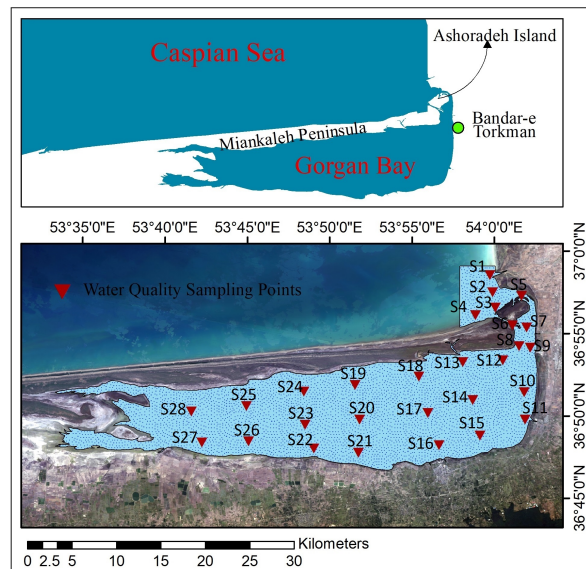 Ashoradeh Island
Caspian Sea
Bandar-e
Torkman
Miankaleh Peninsula
Gorgan Bay
53°35'0"E 53°40'0"E 53°45'0"E 53°50'0"E 53°55'0"E 54°0'0"E
37°0'0"N
36°55'0"N
36°50'0"N
36°45'0"N
Water Quality Sampling Points
S1
S2
S5
S3
S4
S6
S7
S8
S9
S12
S13
S18
S19
S24
S10
S14
S25
S28
S17
S20
S23
S11
S15
S16
S21
S22
S26
S27
Kilometers
0 2.5 5 10 15 20 25 30